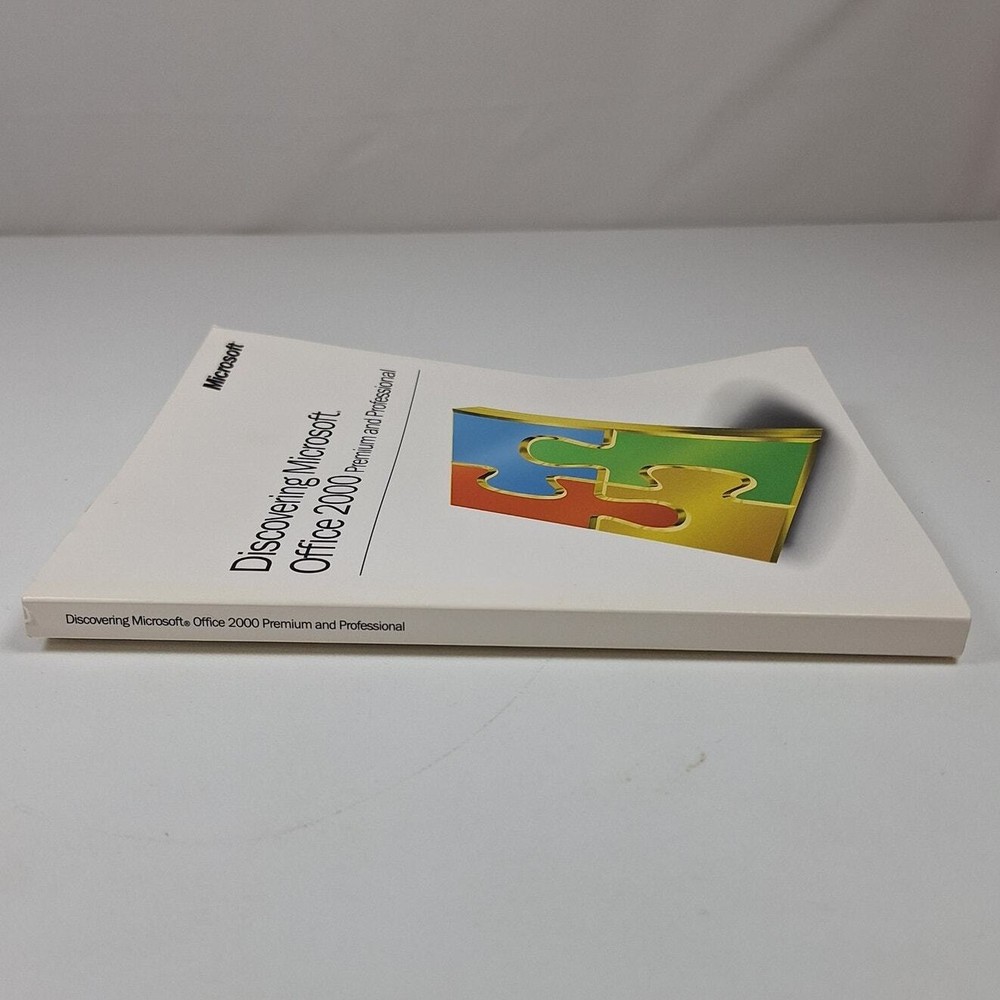 Microsoft
Discovering Microsoft®
Office 2000 Premium and Professional
Discovering Microsoft® Office 2000 Premium and Professional